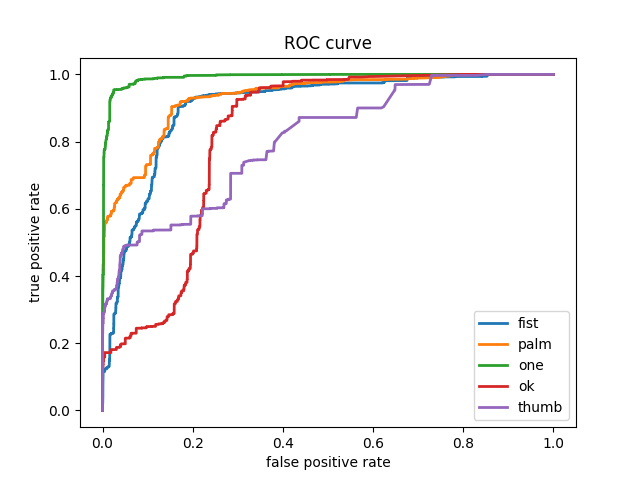 ROC curve
true positive rate
1.0
0.8
0.6
0.4
0.2
0.0
fist
palm
one
ok
thumb
0.0 0.2 0.4 0.6 0.8 1.0
false positive rate